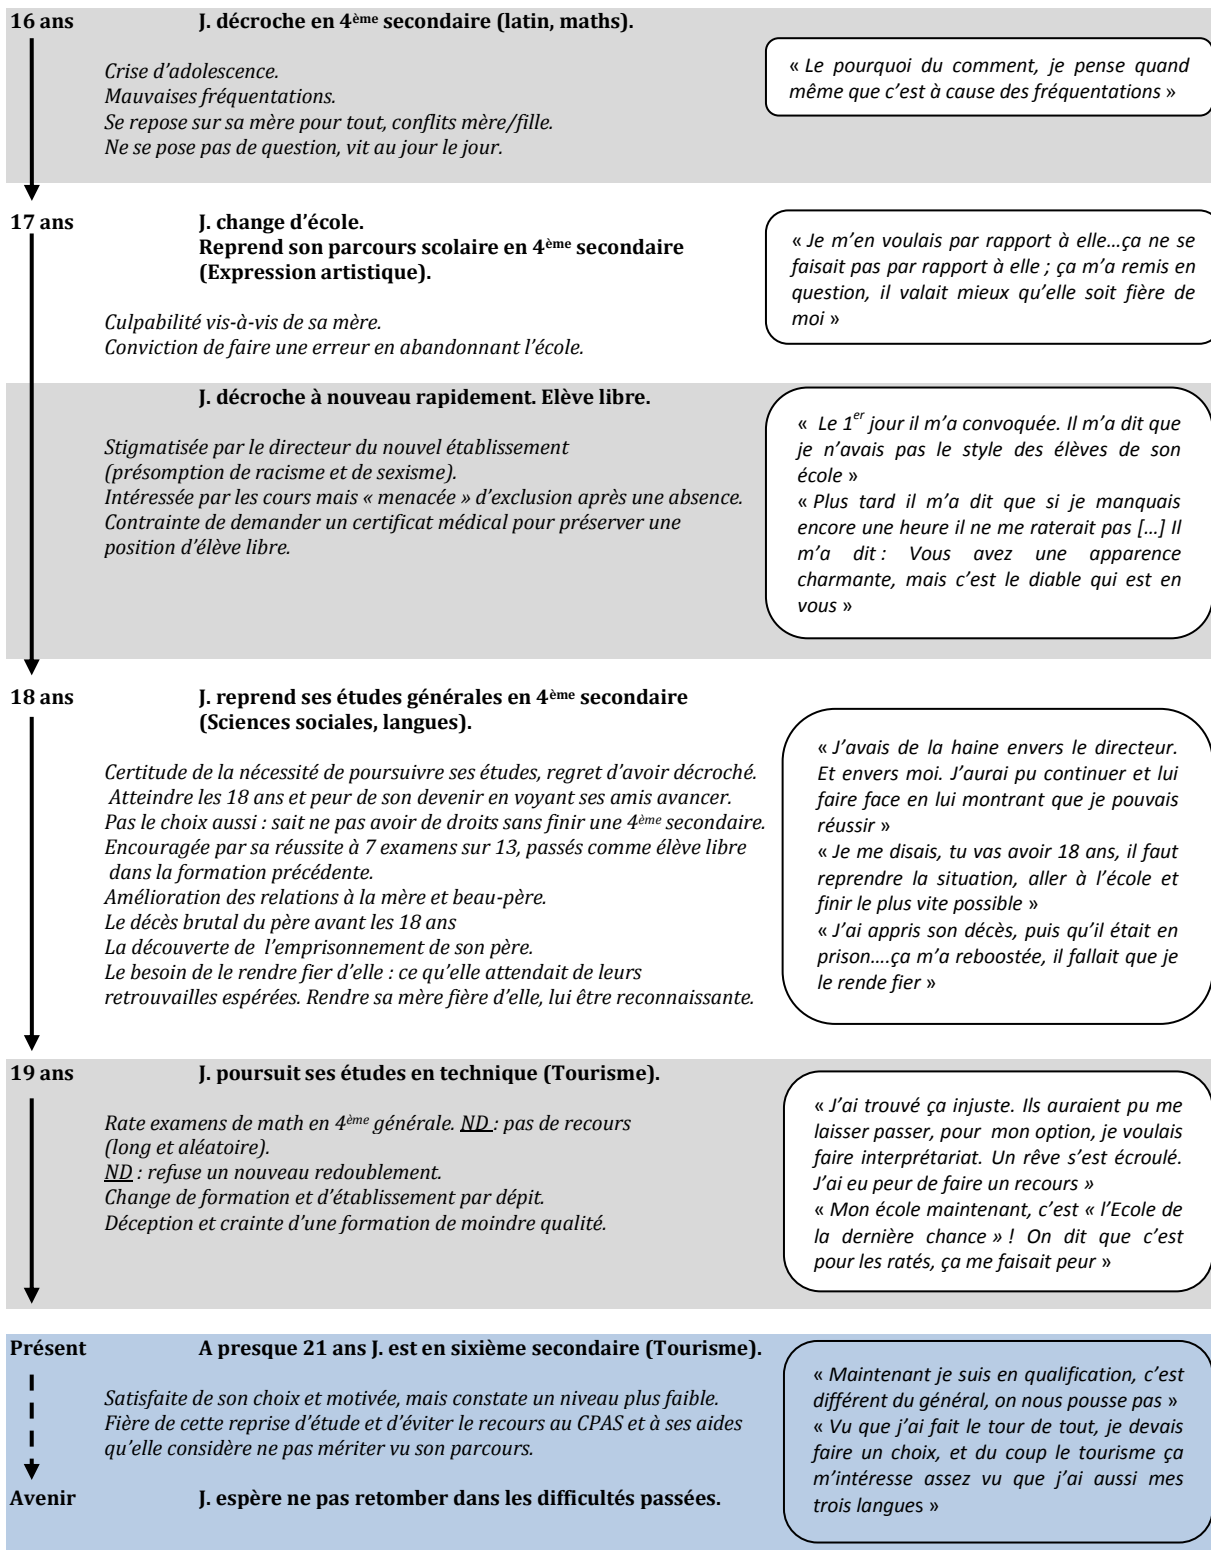 16 ans J. décroche en 4ème secondaire (latin, maths).
Crise d’adolescence.
Mauvaises fréquentations.
Se repose sur sa mère pour tout, conflits mère/fille.
Ne se pose pas de question, vit au jour le jour.
« Le pourquoi du comment, je pense quand
même que c’est à cause des fréquentations »
17 ans J. change d’école.
Reprend son parcours scolaire en 4ème secondaire
(Expression artistique).
Culpabilité vis-à-vis de sa mère.
Conviction de faire une erreur en abandonnant l’école.
« Je m’en voulais par rapport à elle…ça ne se
faisait pas par rapport à elle ; ça m’a remis en
question, il valait mieux qu’elle soit fière de
moi »
J. décroche à nouveau rapidement. Elève libre.
Stigmatisée par le directeur du nouvel établissement
(présomption de racisme et de sexisme).
Intéressée par les cours mais « menacée » d’exclusion après une absence.
Contrainte de demander un certificat médical pour préserver une
position d’élève libre.
« Le 1er jour il m’a convoquée. Il m’a dit que
je n’avais pas le style des élèves de son
école »
« Plus tard il m’a dit que si je manquais
encore une heure il ne me raterait pas […] Il
m’a dit : Vous avez une apparence
charmante, mais c’est le diable qui est en
vous »
18 ans J. reprend ses études générales en 4ème secondaire
(Sciences sociales, langues).
Certitude de la nécessité de poursuivre ses études, regret d’avoir décroché.
Atteindre les 18 ans et peur de son devenir en voyant ses amis avancer.
Pas le choix aussi : sait ne pas avoir de droits sans finir une 4ème secondaire.
Encouragée par sa réussite à 7 examens sur 13, passés comme élève libre
dans la formation précédente.
Amélioration des relations à la mère et beau-père.
Le décès brutal du père avant les 18 ans
La découverte de l’emprisonnement de son père.
Le besoin de le rendre fier d’elle : ce qu’elle attendait de leurs
retrouvailles espérées. Rendre sa mère fière d’elle, lui être reconnaissante.
« J’avais de la haine envers le directeur.
Et envers moi. J’aurai pu continuer et lui
faire face en lui montrant que je pouvais
réussir »
« Je me disais, tu vas avoir 18 ans, il faut
reprendre la situation, aller à l’école et
finir le plus vite possible »
« J’ai appris son décès, puis qu’il était en
prison….ça m’a reboostée, il fallait que je
le rende fier »
19 ans J. poursuit ses études en technique (Tourisme).
Rate examens de math en 4ème générale. ND : pas de recours
(long et aléatoire).
ND : refuse un nouveau redoublement.
Change de formation et d’établissement par dépit.
Déception et crainte d’une formation de moindre qualité.
« J’ai trouvé ça injuste. Ils auraient pu me
laisser passer, pour mon option, je voulais
faire interprétariat. Un rêve s’est écroulé.
J’ai eu peur de faire un recours »
« Mon école maintenant, c’est « l’Ecole de
la dernière chance » ! On dit que c’est
pour les ratés, ça me faisait peur »
Présent A presque 21 ans J. est en sixième secondaire (Tourisme).
Satisfaite de son choix et motivée, mais constate un niveau plus faible.
Fière de cette reprise d’étude et d’éviter le recours au CPAS et à ses aides
qu’elle considère ne pas mériter vu son parcours.
« Maintenant je suis en qualification, c’est
différent du général, on nous pousse pas »
« Vu que j’ai fait le tour de tout, je devais
faire un choix, et du coup le tourisme ça
m’intéresse assez vu que j’ai aussi mes
trois langues »
Avenir J. espère ne pas retomber dans les difficultés passées.